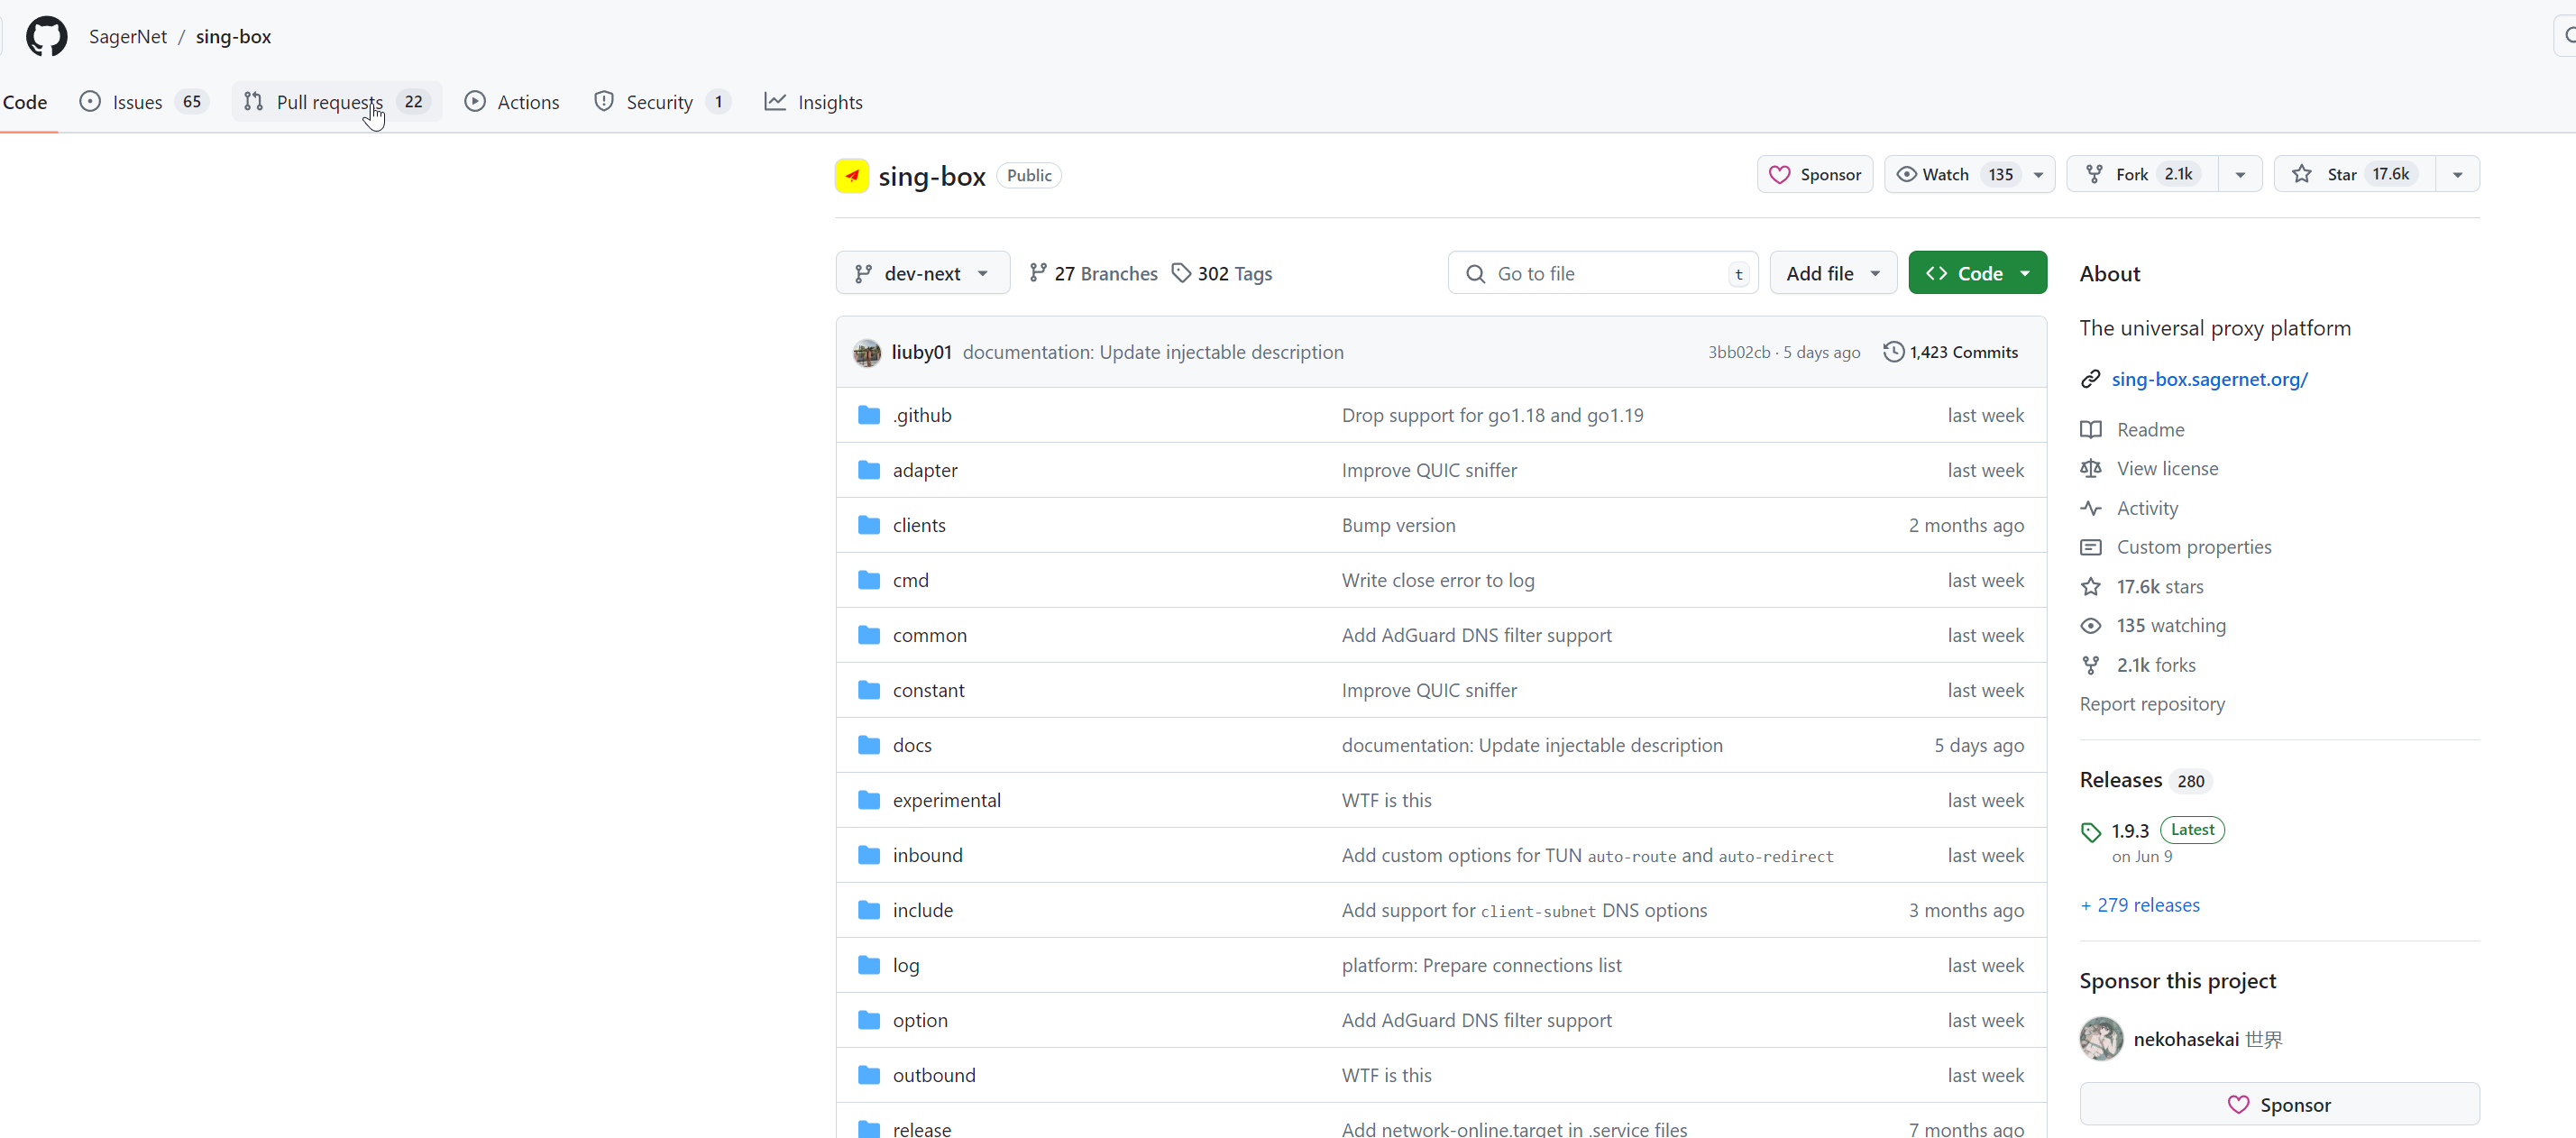 SagerNet / sing-box
Code Issues 65 Pull requests 22 Actions Security 1 Insights
sing-box Public Sponsor Watch 135 Fork 2.1k Star 17.6k
dev-next 27 Branches 302 Tags Go to file t Add file Code
liuby01 documentation: Update injectable description 3bb02cb · 5 days ago 1,423 Commits
.github Drop support for go1.18 and go1.19 last week
adapter Improve QUIC sniffer last week
clients Bump version 2 months ago
cmd Write close error to log last week
common Add AdGuard DNS filter support last week
constant Improve QUIC sniffer last week
docs documentation: Update injectable description 5 days ago
experimental WTF is this last week
inbound Add custom options for TUN auto-route and auto-redirect last week
include Add support for client-subnet DNS options 3 months ago
log platform: Prepare connections list last week
option Add AdGuard DNS filter support last week
outbound WTF is this last week
release Add network-online.target in .service files 7 months ago
About
The universal proxy platform
sing-box.sagernet.org/
Readme
View license
Activity
Custom properties
17.6k stars
135 watching
2.1k forks
Report repository
Releases 280
1.9.3 Latest
on Jun 9
+ 279 releases
Sponsor this project
nekohasekai 世界
Sponsor